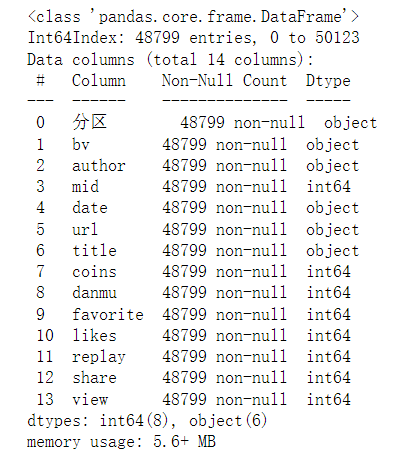 <class 'pandas.core.frame.DataFrame'>
Int64Index: 48799 entries, 0 to 50123
Data columns (total 14 columns):
 #   Column    Non-Null Count  Dtype
---  ------    --------------  -----
 0   分区        48799 non-null  object
 1   bv        48799 non-null  object
 2   author    48799 non-null  object
 3   mid       48799 non-null  int64
 4   date      48799 non-null  object
 5   url       48799 non-null  object
 6   title     48799 non-null  object
 7   coins     48799 non-null  int64
 8   danmu     48799 non-null  int64
 9   favorite  48799 non-null  int64
 10  likes     48799 non-null  int64
 11  replay    48799 non-null  int64
 12  share     48799 non-null  int64
 13  view      48799 non-null  int64
dtypes: int64(8), object(6)
memory usage: 5.6+ MB